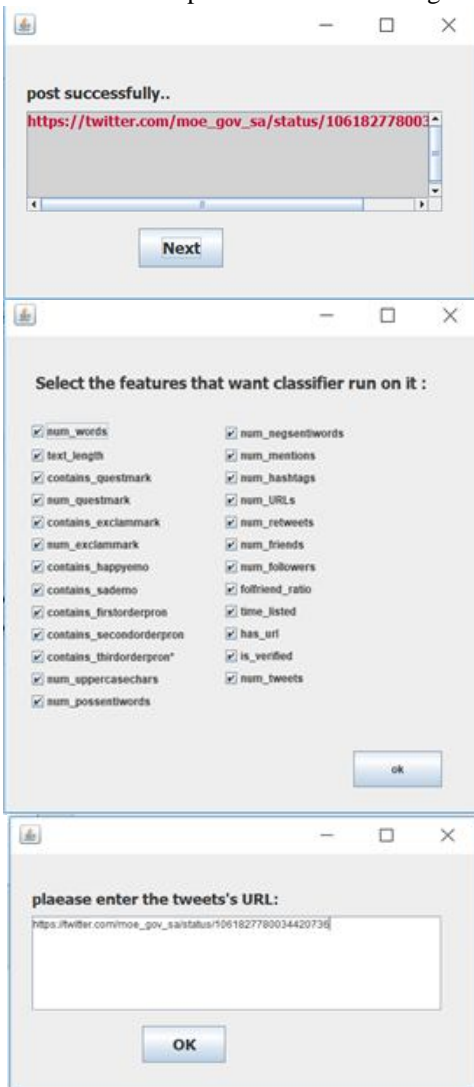 post successfully..
https://twitter.com/moe_gov_sa/status/10618277800
Next
Select the features that want classifier run on it :
num_words
text_length
contains_questmark
num_questmark
contains_exclammark
num_exclammark
contains_happyemo
contains_sademo
contains_firstorderpron
contains_secondorderpron
contains_thirdorderpron*
num_uppercasechars
num_possentiwords
num_negsentiwords
num_mentions
num_hashtags
num_URLs
num_retweets
num_friends
num_followers
folfriend_ratio
time_listed
has_url
is_verified
num_tweets
ok
plaease enter the tweets's URL:
https://twitter.com/moe_gov_sa/status/1061827780034420736
OK